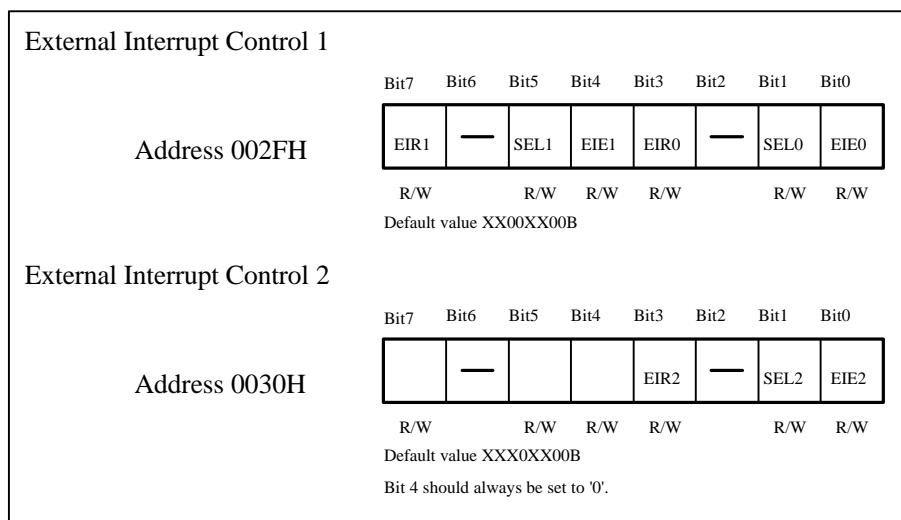 External Interrupt Control 1
Bit7 Bit6 Bit5 Bit4 Bit3 Bit2 Bit1 Bit0
Address 002FH
EIR1 — SEL1 EIE1 EIR0 — SEL0 EIE0
R/W R/W R/W R/W R/W R/W
Default value XX00XX00B
External Interrupt Control 2
Bit7 Bit6 Bit5 Bit4 Bit3 Bit2 Bit1 Bit0
Address 0030H
— EIR2 — SEL2 EIE2
R/W R/W R/W R/W R/W R/W
Default value XXX0XX00B
Bit 4 should always be set to '0'.